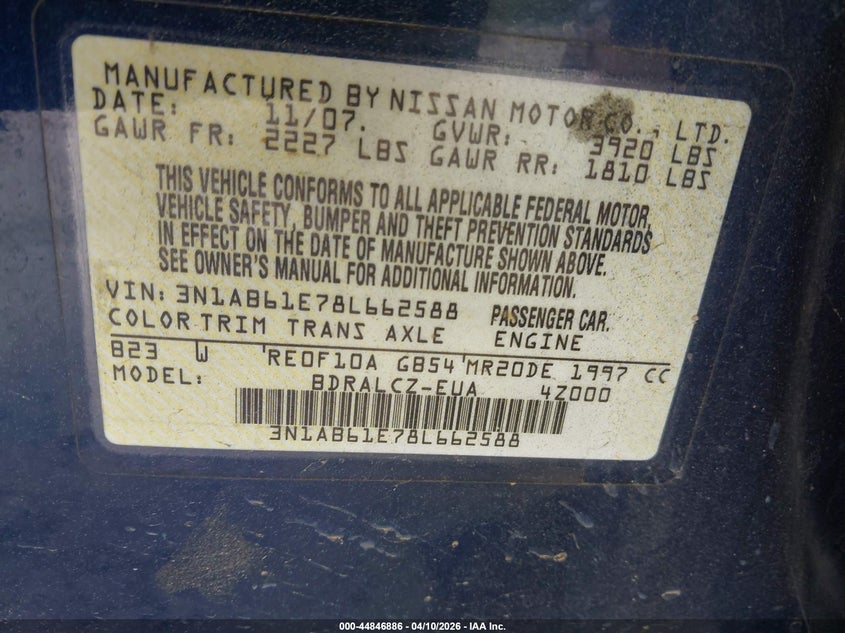 MANUFACTURED BY NISSAN MOTOR CO., LTD.
DATE: 11/07. GVWR: 3920 LBS
GAWR FR: 2227 LBS GAWR RR: 1810 LBS
THIS VEHICLE CONFORMS TO ALL APPLICABLE FEDERAL MOTOR
VEHICLE SAFETY, BUMPER AND THEFT PREVENTION STANDARDS
IN EFFECT ON THE DATE OF MANUFACTURE SHOWN ABOVE.
SEE OWNER'S MANUAL FOR ADDITIONAL INFORMATION.
VIN: 3N1AB61E78L662588 PASSENGER CAR.
COLOR TRIM TRANS AXLE ENGINE
B23 W 'RE0F10A GB54 'MR20DE 1997 CC
MODEL: BDRALCZ-EUA 4Z000
3N1AB61E78L662588
000-44846886 - 04/10/2026 - IAA Inc.